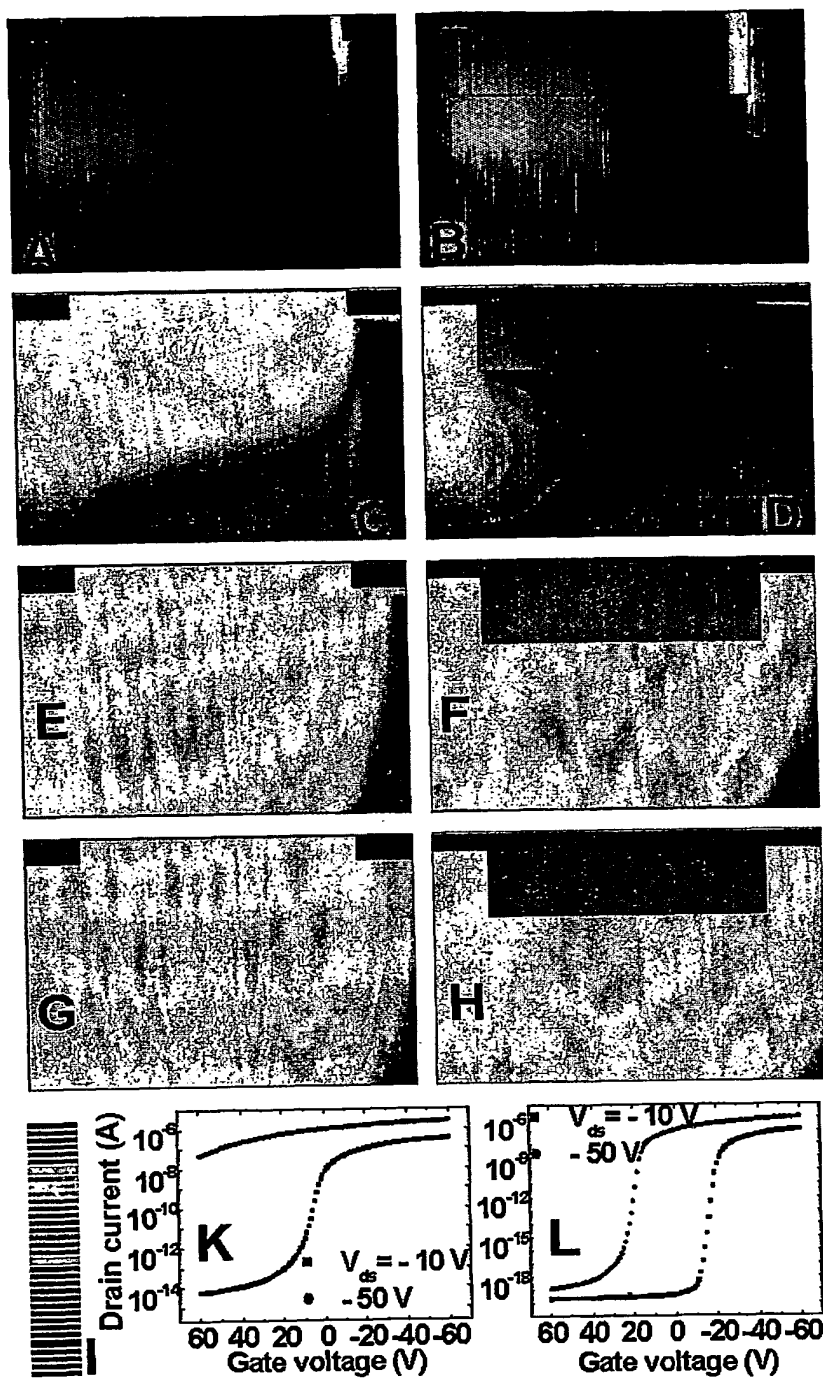 A
B
C
D
E
F
G
H
Drain current (A)
10⁻⁶
10⁻⁸
10⁻¹⁰
10⁻¹²
10⁻¹⁴
K
V_ds = - 10 V
- 50 V
60 40 20 0 -20 -40 -60
Gate voltage (V)
10⁻⁶
10⁻⁹
10⁻¹²
10⁻¹⁵
10⁻¹⁸
L
V_ds = - 10 V
- 50 V
60 40 20 0 -20 -40 -60
Gate voltage (V)